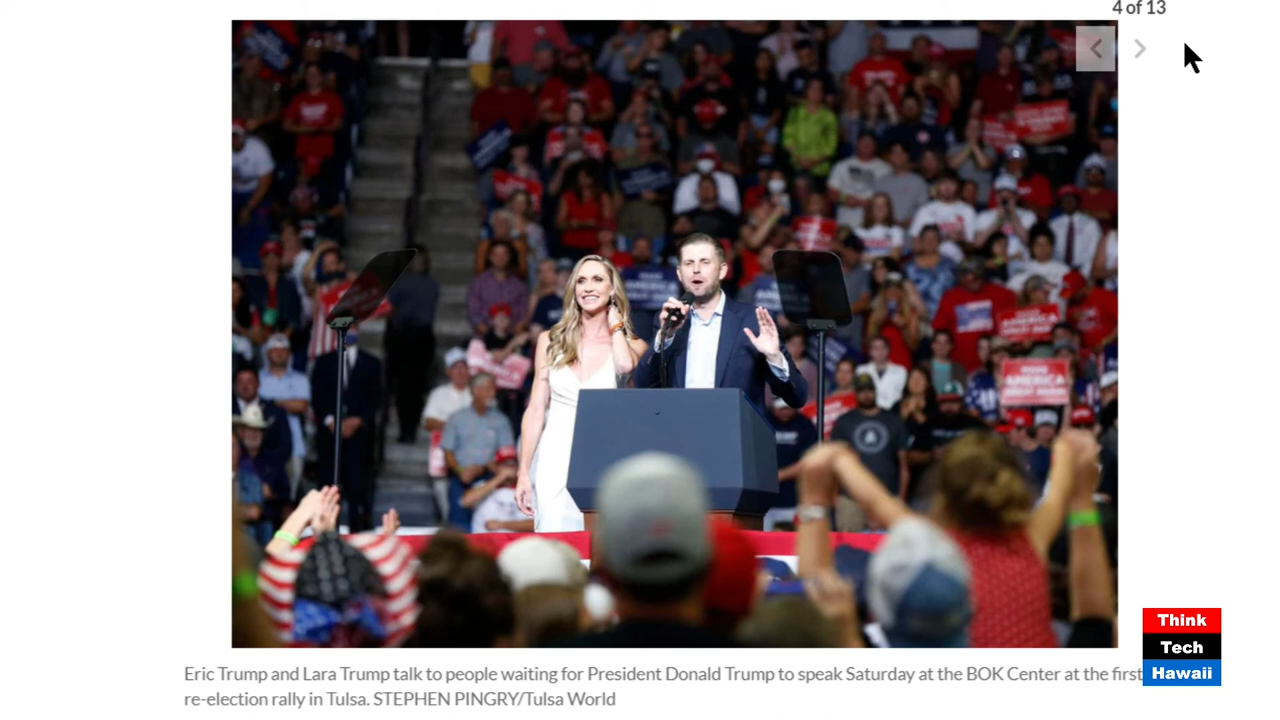 4 of 13
AMERICA
AMERICA
Think
Tech
Hawaii
Eric Trump and Lara Trump talk to people waiting for President Donald Trump to speak Saturday at the BOK Center at the first
re-election rally in Tulsa. STEPHEN PINGRY/Tulsa World